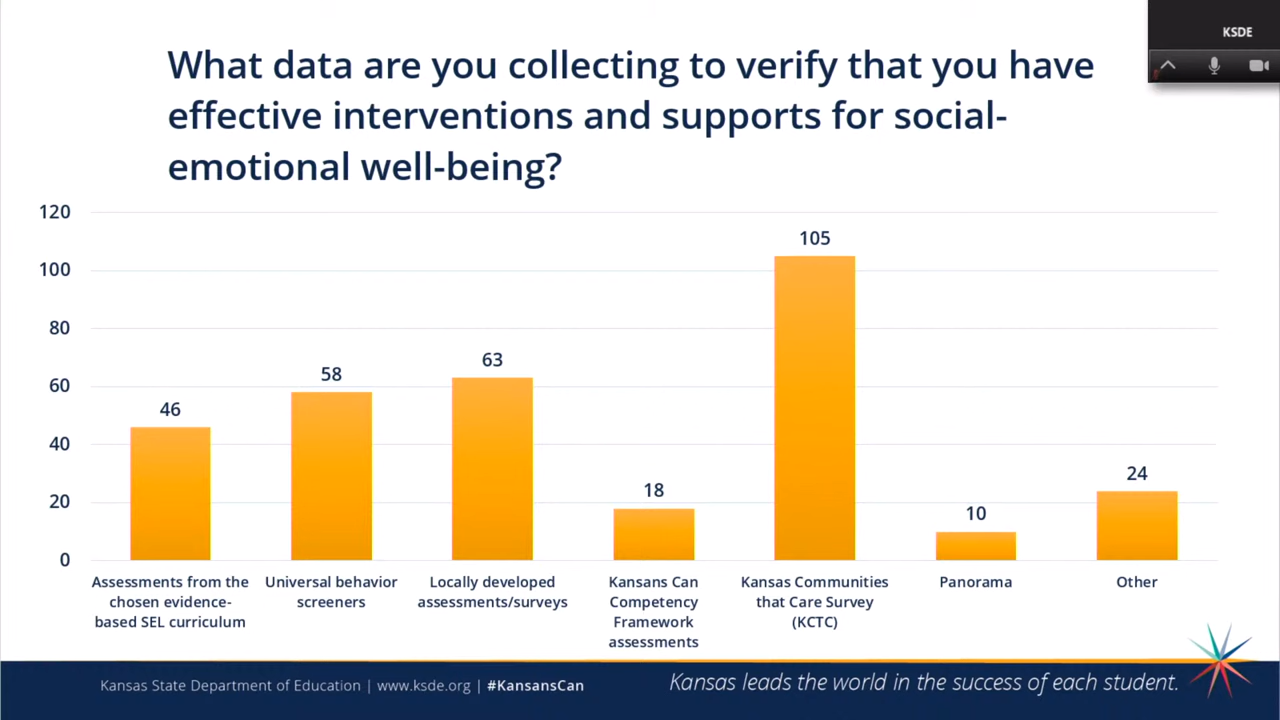 KSDE
What data are you collecting to verify that you have
effective interventions and supports for social-
emotional well-being?
120
100
80
60
40
20
0
46
58
63
18
105
10
24
Assessments from the
chosen evidence-
based SEL curriculum
Universal behavior
screeners
Locally developed
assessments/surveys
Kansans Can
Competency
Framework
assessments
Kansas Communities
that Care Survey
(KCTC)
Panorama
Other
Kansas State Department of Education | www.ksde.org | #KansansCan
Kansas leads the world in the success of each student.